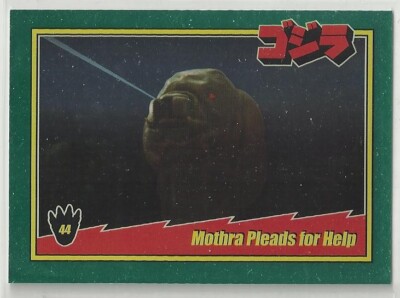 ゴジラ
44
Mothra Pleads for Help